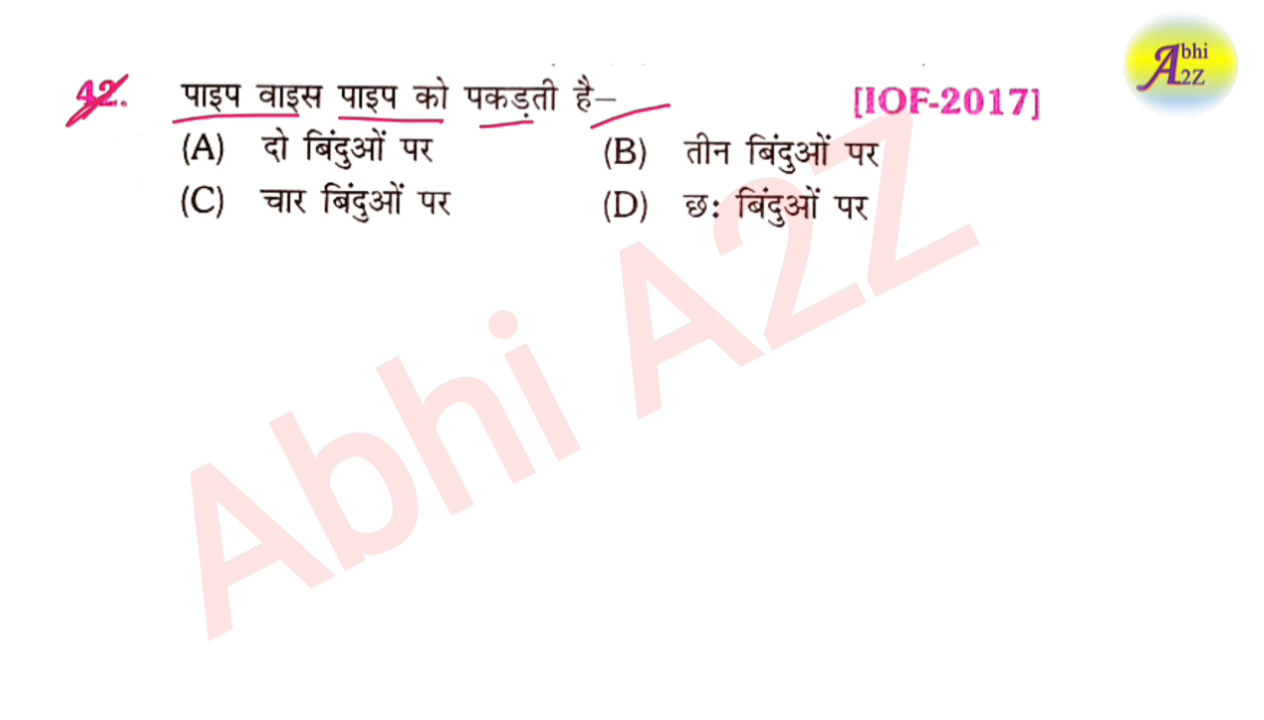 Abhi
A2Z
42. पाइप वाइस पाइप को पकड़ती है– [IOF-2017]
(A) दो बिंदुओं पर (B) तीन बिंदुओं पर
(C) चार बिंदुओं पर (D) छः बिंदुओं पर
Abhi A2Z